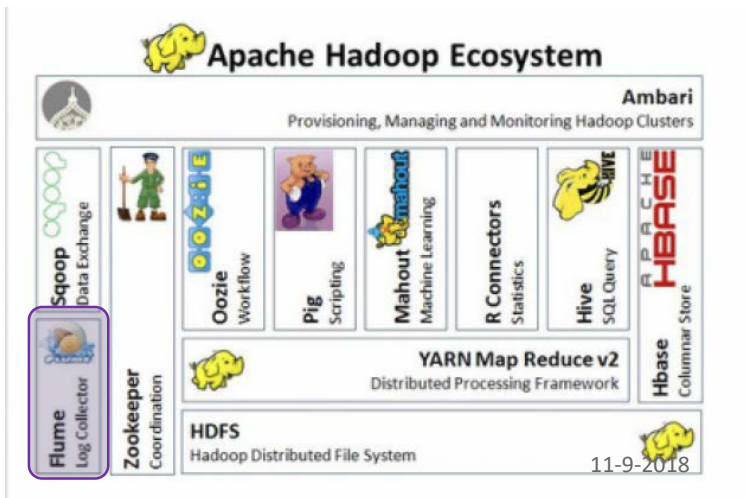 Apache Hadoop Ecosystem
Ambari
Provisioning, Managing and Monitoring Hadoop Clusters
sqoop
Sqoop
Data Exchange
Flume
Log Collector
Zookeeper
Coordination
OOZiE
Oozie
Workflow
Pig
Scripting
mahout
Mahout
Machine Learning
R Connectors
Statistics
HIVE
Hive
SQL Query
APACHE
HBASE
Hbase
Columnar Store
YARN Map Reduce v2
Distributed Processing Framework
HDFS
Hadoop Distributed File System
11-9-2018